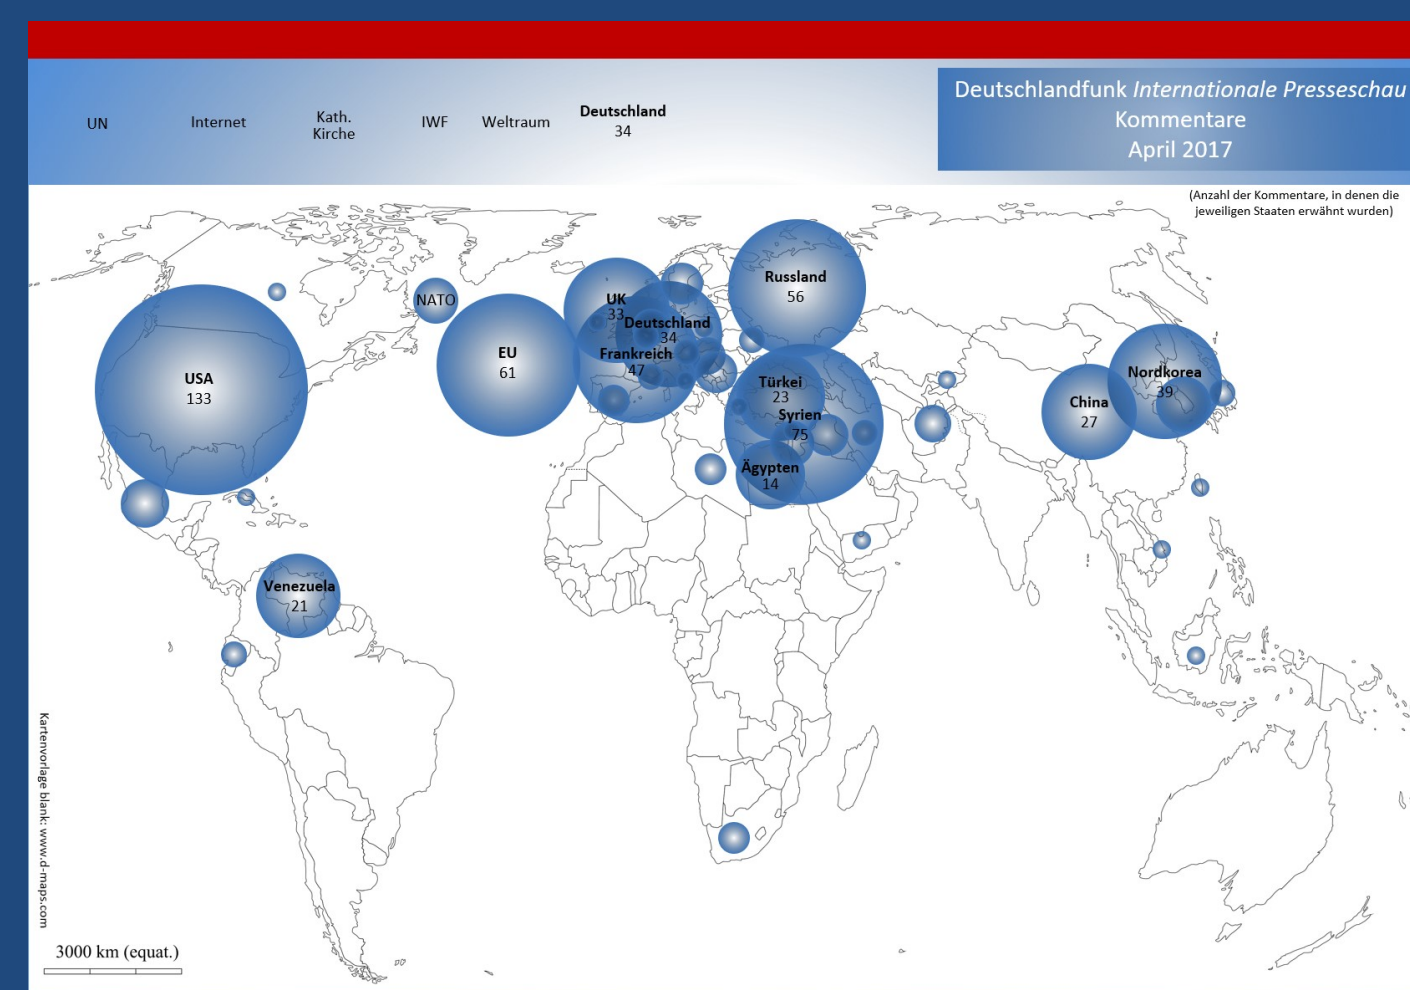 Deutschlandfunk Internationale Presseschau
Kommentare
April 2017
UN
Internet
Kath.
Kirche
IWF
Weltraum
Deutschland
34
(Anzahl der Kommentare, in denen die
jeweiligen Staaten erwähnt wurden)
Russland
56
NATO
UK
33
Deutschland
34
EU
61
Frankreich
47
USA
133
Türkei
23
Syrien
75
Nordkorea
39
China
27
Ägypten
14
Venezuela
21
Kartenvorlage blank: www.d-maps.com
3000 km (equat.)